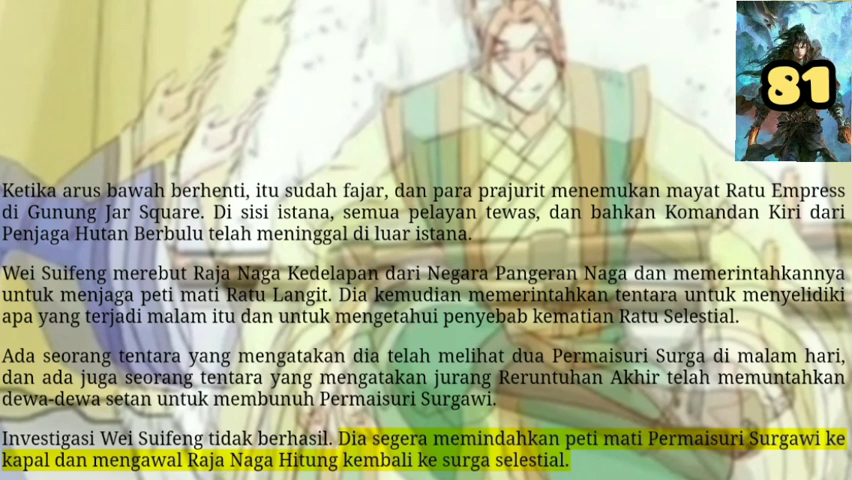 81
Ketika arus bawah berhenti, itu sudah fajar, dan para prajurit menemukan mayat Ratu Empress
di Gunung Jar Square. Di sisi istana, semua pelayan tewas, dan bahkan Komandan Kiri dari
Penjaga Hutan Berbulu telah meninggal di luar istana.
Wei Suifeng merebut Raja Naga Kedelapan dari Negara Pangeran Naga dan memerintahkannya
untuk menjaga peti mati Ratu Langit. Dia kemudian memerintahkan tentara untuk menyelidiki
apa yang terjadi malam itu dan untuk mengetahui penyebab kematian Ratu Selestial.
Ada seorang tentara yang mengatakan dia telah melihat dua Permaisuri Surga di malam hari,
dan ada juga seorang tentara yang mengatakan jurang Reruntuhan Akhir telah memuntahkan
dewa-dewa setan untuk membunuh Permaisuri Surgawi.
Investigasi Wei Suifeng tidak berhasil. Dia segera memindahkan peti mati Permaisuri Surgawi ke
kapal dan mengawal Raja Naga Hitung kembali ke surga selestial.